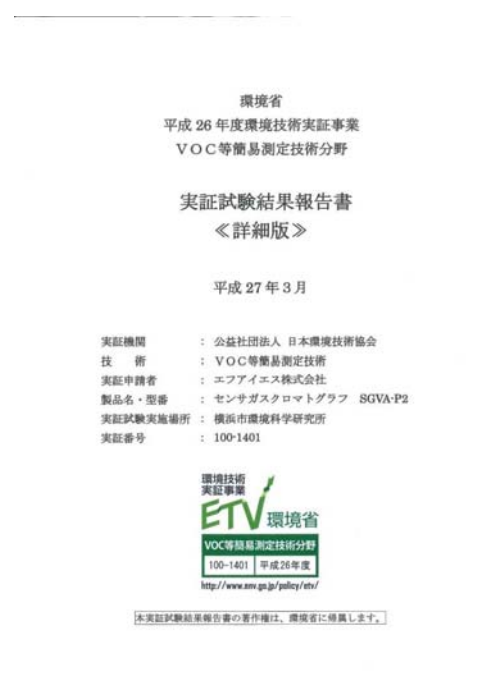 環境省
平成 26 年度環境技術実証事業
ＶＯＣ等簡易測定技術分野
実証試験結果報告書
≪詳細版≫
平成 27 年３月
実証機関 ： 公益社団法人 日本環境技術協会
技　術 ： ＶＯＣ等簡易測定技術
実証申請者 ： エフアイエス株式会社
製品名・型番 ： センサガスクロマトグラフ SGVA-P2
実証試験実施場所 ： 横浜市環境科学研究所
実証番号 ： 100-1401
環境技術
実証事業
ETV 環境省
VOC等簡易測定技術分野
100-1401 平成26年度
http://www.env.go.jp/policy/etv/
本実証試験結果報告書の著作権は、環境省に帰属します。